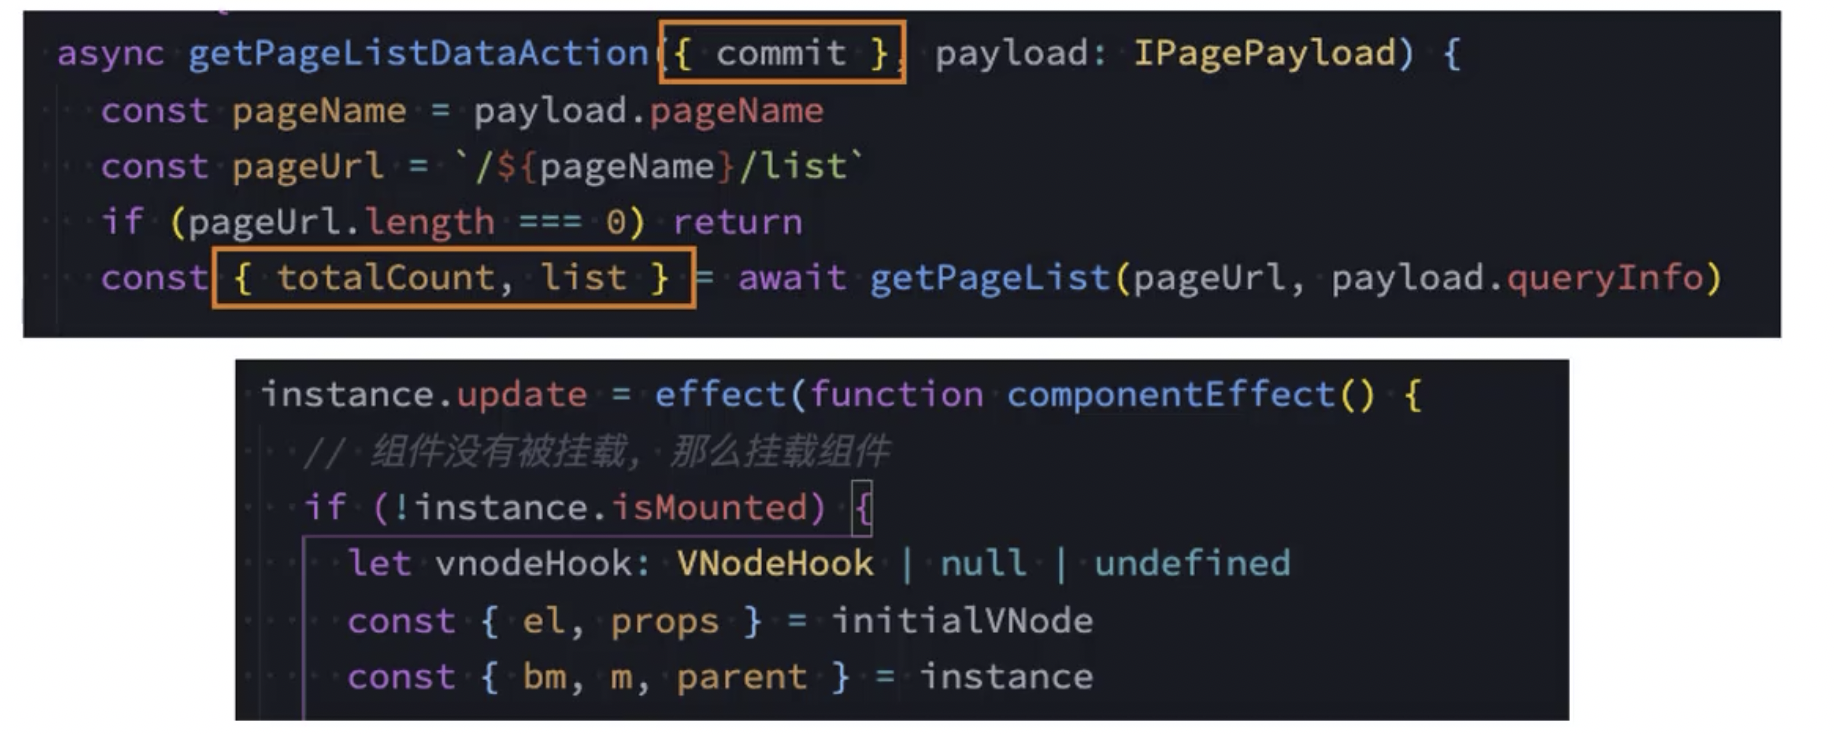 async getPageListDataAction({ commit }, payload: IPagePayload) {
const pageName = payload.pageName
const pageUrl = `/${pageName}/list`
if (pageUrl.length === 0) return
const { totalCount, list } = await getPageList(pageUrl, payload.queryInfo)
instance.update = effect(function componentEffect() {
// 组件没有被挂载, 那么挂载组件
if (!instance.isMounted) {
let vnodeHook: VNodeHook | null | undefined
const { el, props } = initialVNode
const { bm, m, parent } = instance